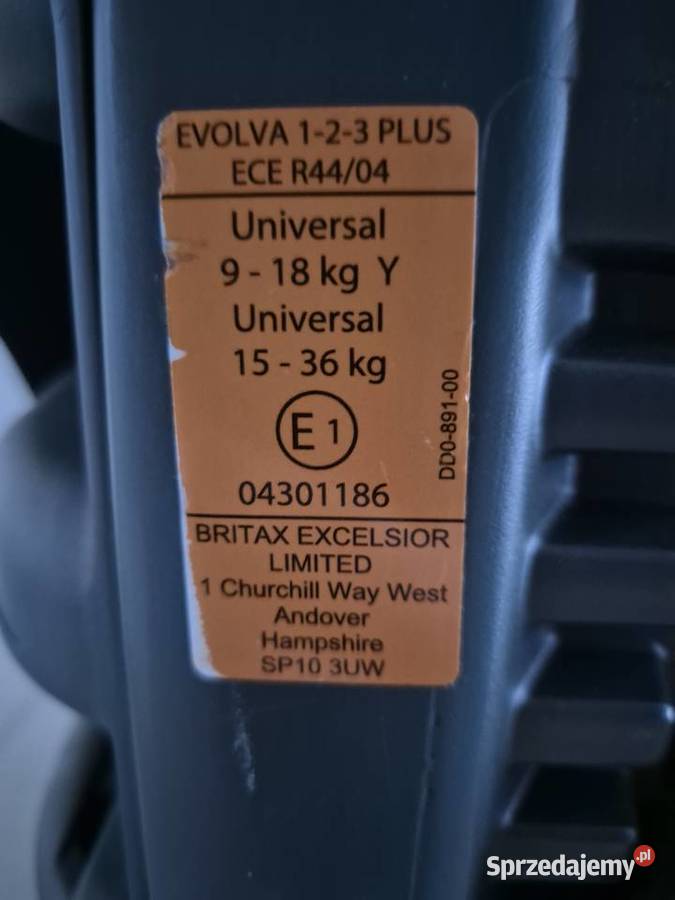 EVOLVA 1-2-3 PLUS
ECE R44/04
Universal
9 - 18 kg Y
Universal
15 - 36 kg
E 1
DD0-891-00
04301186
BRITAX EXCELSIOR
LIMITED
1 Churchill Way West
Andover
Hampshire
SP10 3UW
Sprzedajemy.pl